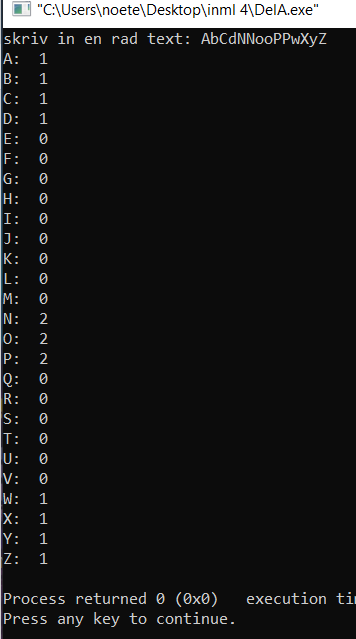 "C:\Users\noete\Desktop\inml 4\DelA.exe"
skriv in en rad text: AbCdNNooPPwXyZ
A:  1
B:  1
C:  1
D:  1
E:  0
F:  0
G:  0
H:  0
I:  0
J:  0
K:  0
L:  0
M:  0
N:  2
O:  2
P:  2
Q:  0
R:  0
S:  0
T:  0
U:  0
V:  0
W:  1
X:  1
Y:  1
Z:  1
Process returned 0 (0x0)   execution tim
Press any key to continue.